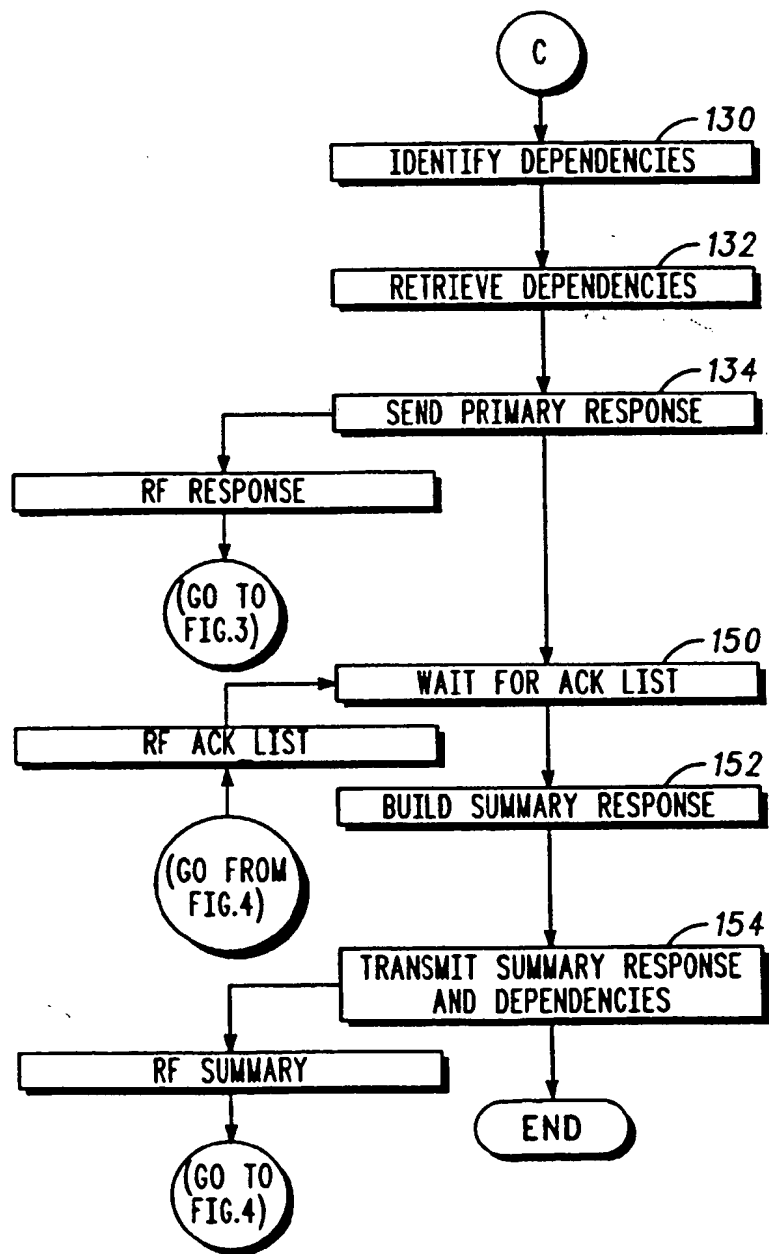 C
130
IDENTIFY DEPENDENCIES
132
RETRIEVE DEPENDENCIES
134
SEND PRIMARY RESPONSE
RF RESPONSE
(GO TO
FIG.3)
150
WAIT FOR ACK LIST
RF ACK LIST
152
BUILD SUMMARY RESPONSE
(GO FROM
FIG.4)
154
TRANSMIT SUMMARY RESPONSE
AND DEPENDENCIES
RF SUMMARY
END
(GO TO
FIG.4)